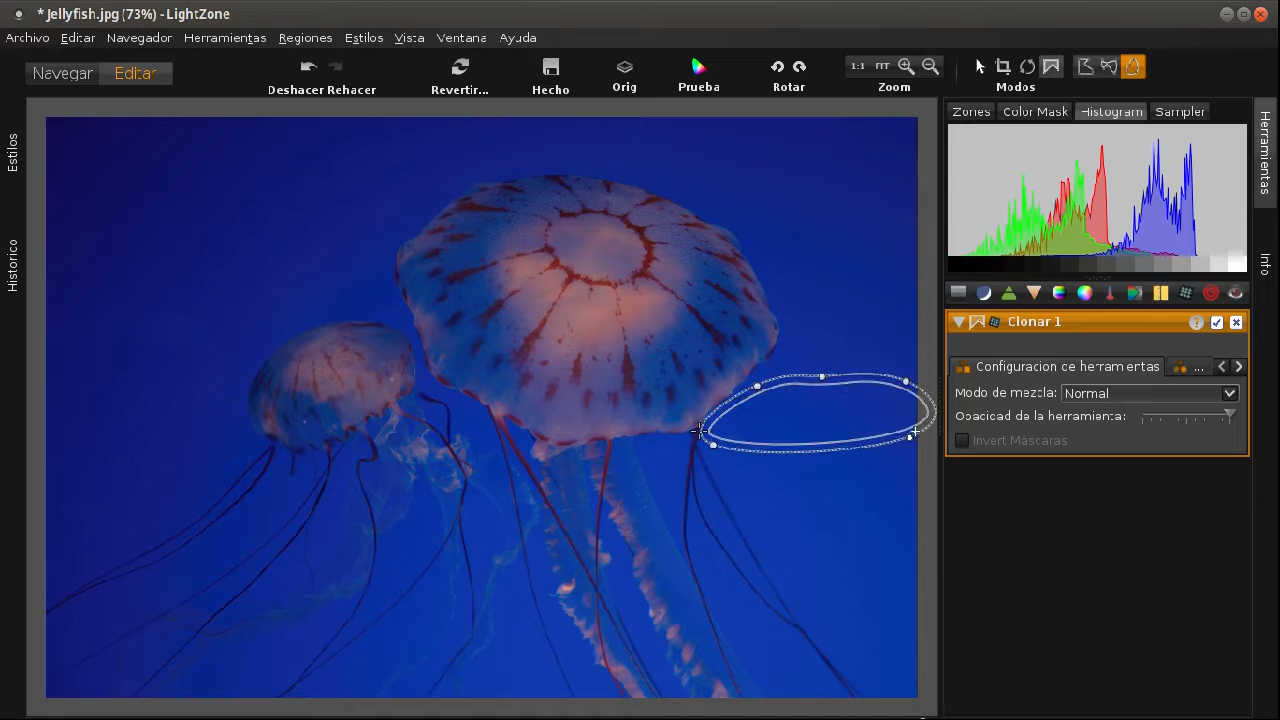 * Jellyfish.jpg (73%) - LightZone
Archivo Editar Navegador Herramientas Regiones Estilos Vista Ventana Ayuda
Navegar Editar
Deshacer Rehacer Revertir... Hecho Orig Prueba Rotar 1:1 FIT Zoom Modos
Estilos
Historico
Zones Color Mask Histogram Sampler
Herramientas
Info
Clonar 1
?
Configuracion de herramientas ...
Modo de mezcla: Normal
Opacidad de la herramienta:
Invert Máscaras